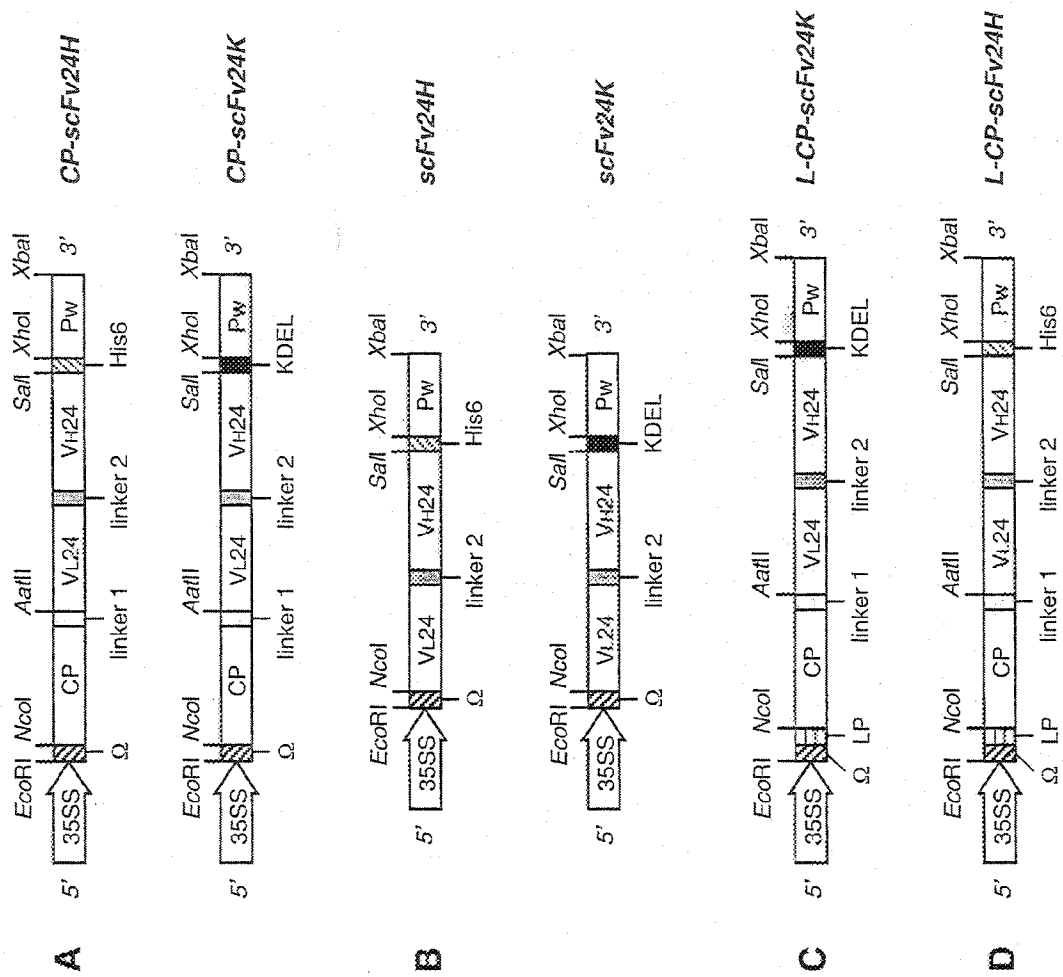 A
CP-scFv24H
EcoRI NcoI AatII SalI XhoI XbaI
5' 35SS CP VL24 VH24 Pw 3'
Ω linker 1 linker 2 His6
CP-scFv24K
EcoRI NcoI AatII SalI XhoI XbaI
5' 35SS CP VL24 VH24 Pw 3'
Ω linker 1 linker 2 KDEL
B
scFv24H
EcoRI NcoI SalI XhoI XbaI
5' 35SS VL24 VH24 Pw 3'
Ω linker 2 His6
scFv24K
EcoRI NcoI SalI XhoI XbaI
5' 35SS VL24 VH24 Pw 3'
Ω linker 2 KDEL
C
L-CP-scFv24K
EcoRI NcoI AatII SalI XhoI XbaI
5' 35SS CP VL24 VH24 Pw 3'
Ω LP linker 1 linker 2 KDEL
D
L-CP-scFv24H
EcoRI NcoI AatII SalI XhoI XbaI
5' 35SS CP VL24 VH24 Pw 3'
Ω LP linker 1 linker 2 His6